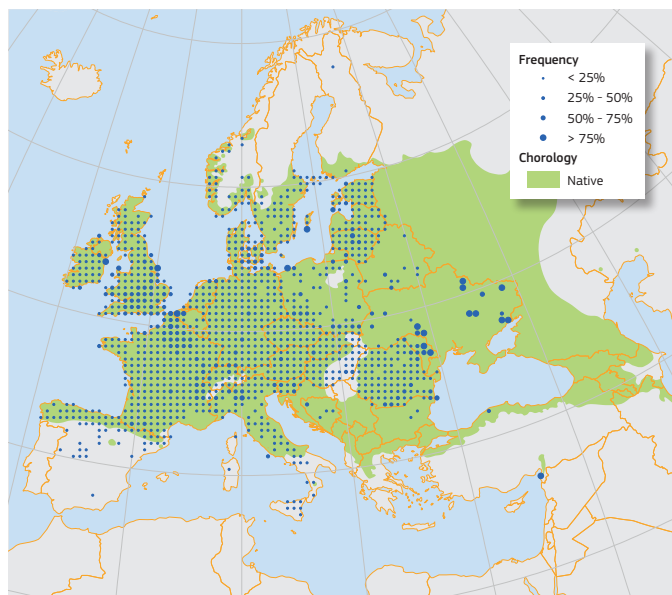 Frequency
< 25%
25% - 50%
50% - 75%
> 75%
Chorology
Native